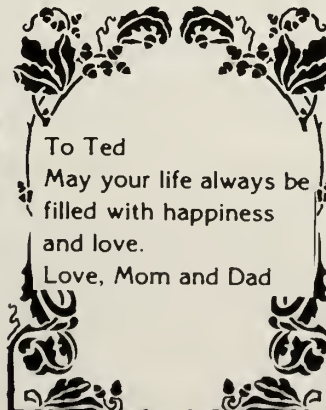 To Ted
May your life always be
filled with happiness
and love.
Love, Mom and Dad